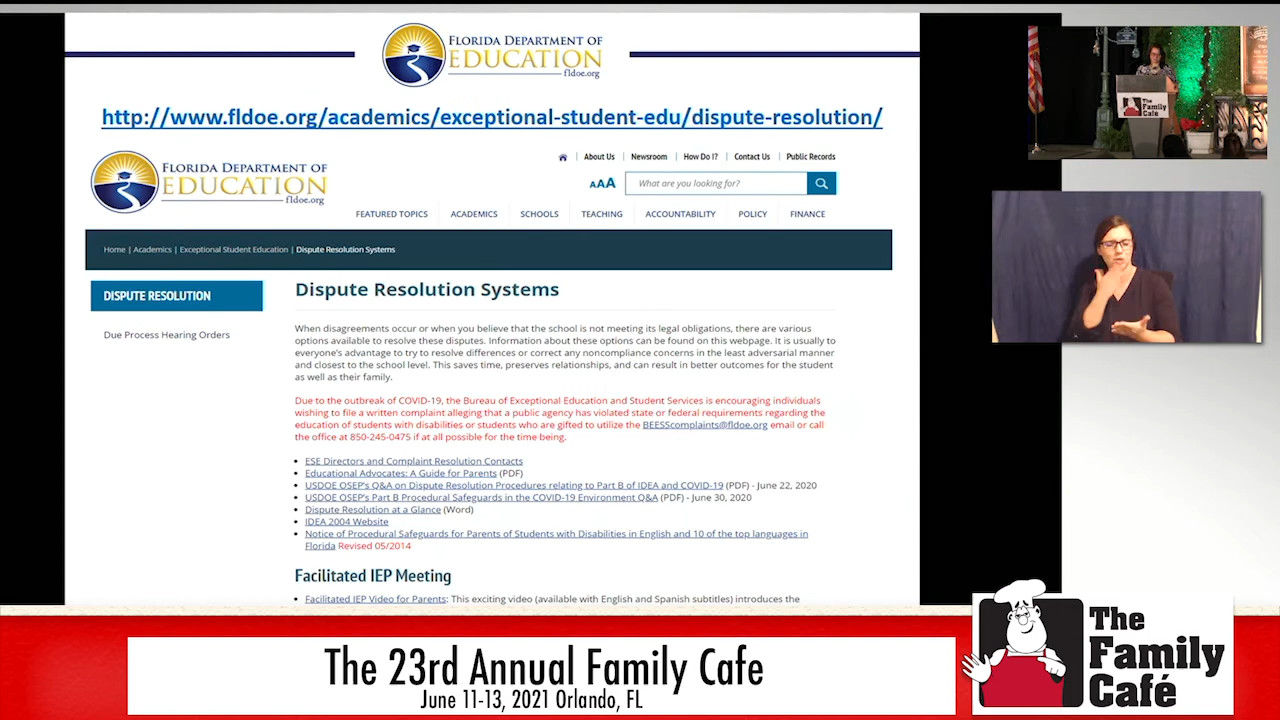 FLORIDA DEPARTMENT OF
EDUCATION
fldoe.org
http://www.fldoe.org/academics/exceptional-student-edu/dispute-resolution/
FLORIDA DEPARTMENT OF
EDUCATION
fldoe.org
About Us | Newsroom | How Do I? | Contact Us | Public Records
AAA
What are you looking for?
FEATURED TOPICS ACADEMICS SCHOOLS TEACHING ACCOUNTABILITY POLICY FINANCE
Home | Academics | Exceptional Student Education | Dispute Resolution Systems
DISPUTE RESOLUTION
Due Process Hearing Orders
Dispute Resolution Systems
When disagreements occur or when you believe that the school is not meeting its legal obligations, there are various
options available to resolve these disputes. Information about these options can be found on this webpage. It is usually to
everyone's advantage to try to resolve differences or correct any noncompliance concerns in the least adversarial manner
and closest to the school level. This saves time, preserves relationships, and can result in better outcomes for the student
as well as their family.
Due to the outbreak of COVID-19, the Bureau of Exceptional Education and Student Services is encouraging individuals
wishing to file a written complaint alleging that a public agency has violated state or federal requirements regarding the
education of students with disabilities or students who are gifted to utilize the BEESScomplaints@fldoe.org email or call
the office at 850-245-0475 if at all possible for the time being.
• ESE Directors and Complaint Resolution Contacts
• Educational Advocates: A Guide for Parents (PDF)
• USDOE OSEP's Q&A on Dispute Resolution Procedures relating to Part B of IDEA and COVID-19 (PDF) - June 22, 2020
• USDOE OSEP's Part B Procedural Safeguards in the COVID-19 Environment Q&A (PDF) - June 30, 2020
• Dispute Resolution at a Glance (Word)
• IDEA 2004 Website
• Notice of Procedural Safeguards for Parents of Students with Disabilities in English and 10 of the top languages in
Florida Revised 05/2014
Facilitated IEP Meeting
• Facilitated IEP Video for Parents: This exciting video (available with English and Spanish subtitles) introduces the
The
Family
Café
The 23rd Annual Family Cafe
June 11-13, 2021 Orlando, FL
The
Family
Café